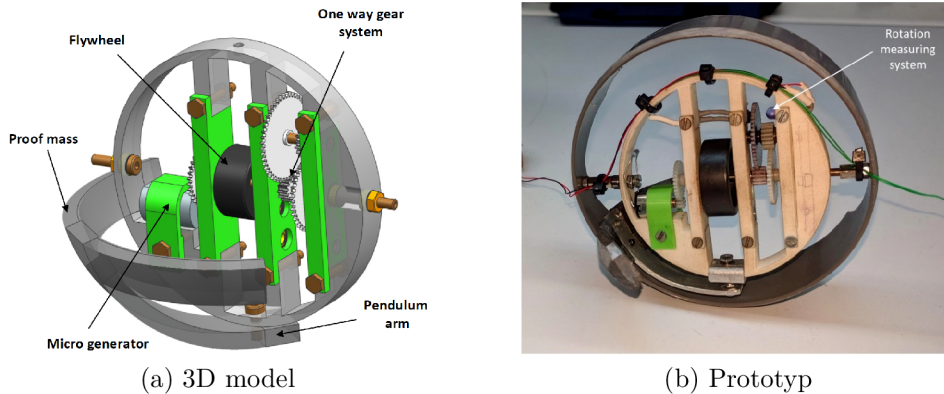 One way gear
system
Flywheel
Proof mass
Micro generator
Pendulum
arm
Rotation
measuring
system
(a) 3D model
(b) Prototyp